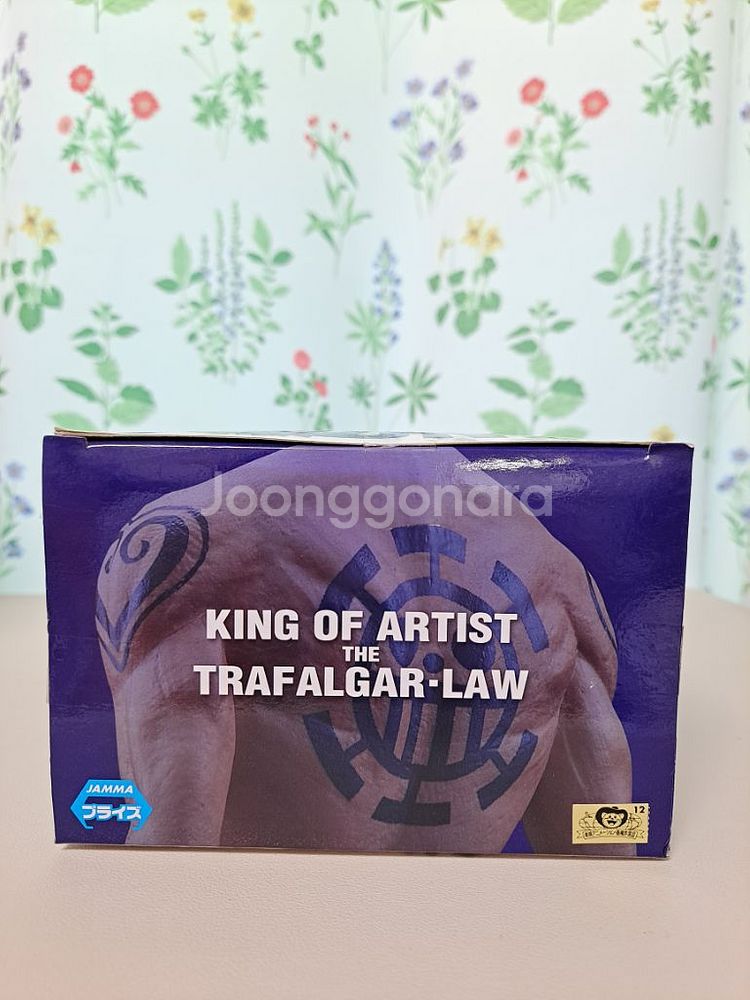 Joonggonara
KING OF ARTIST
THE
TRAFALGAR·LAW
JAMMA
プライズ
12